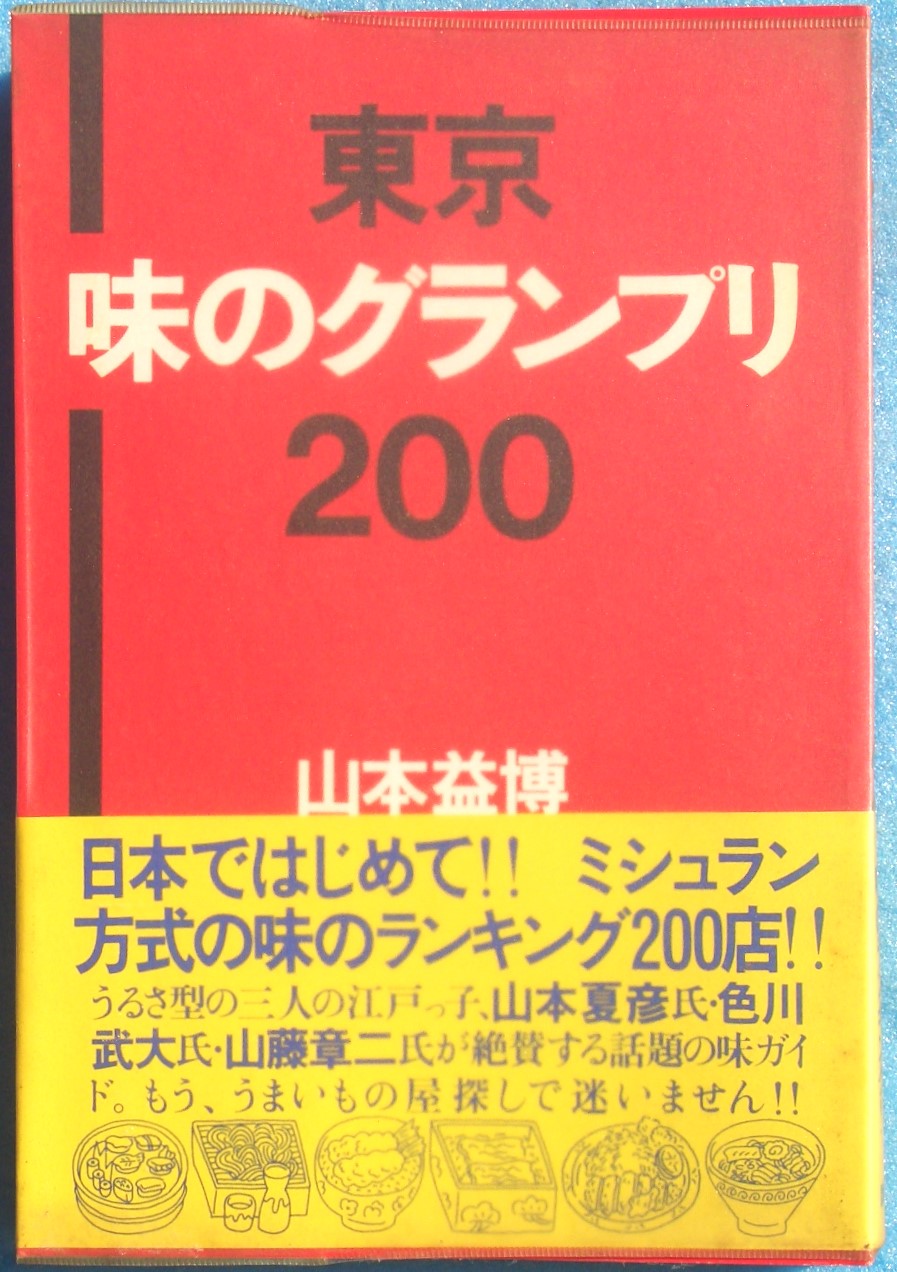 東京
味のグランプリ
200
山本益博
日本ではじめて!! ミシュラン
方式の味のランキング200店!!
うるさ型の三人の江戸っ子、山本夏彦氏・色川
武大氏・山藤章二氏が絶賛する話題の味ガイ
ド。もう、うまいもの屋探しで迷いません!!